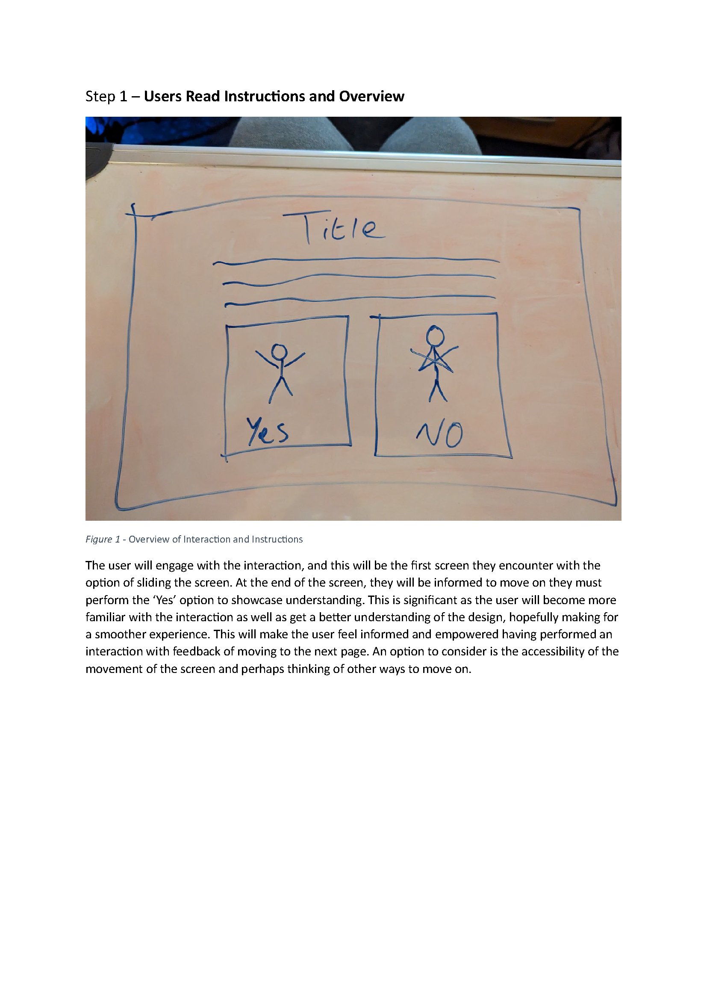 Step 1 – Users Read Instructions and Overview
Title
Yes
NO
Figure 1 - Overview of Interaction and Instructions
The user will engage with the interaction, and this will be the first screen they encounter with the
option of sliding the screen. At the end of the screen, they will be informed to move on they must
perform the ‘Yes’ option to showcase understanding. This is significant as the user will become more
familiar with the interaction as well as get a better understanding of the design, hopefully making for
a smoother experience. This will make the user feel informed and empowered having performed an
interaction with feedback of moving to the next page. An option to consider is the accessibility of the
movement of the screen and perhaps thinking of other ways to move on.